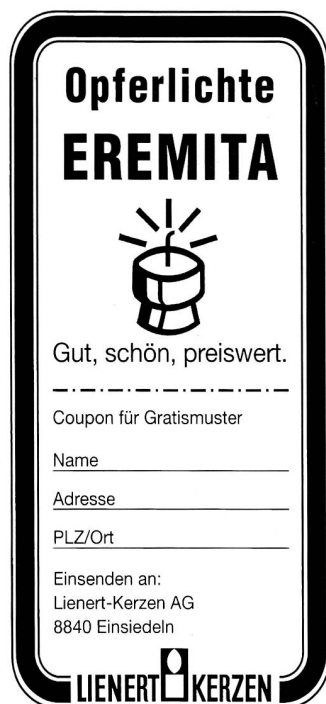 Opferlichte
EREMITA
Gut, schön, preiswert.
Coupon für Gratismuster
Name
Adresse
PLZ/Ort
Einsenden an:
Lienert-Kerzen AG
8840 Einsiedeln
LIENERT KERZEN